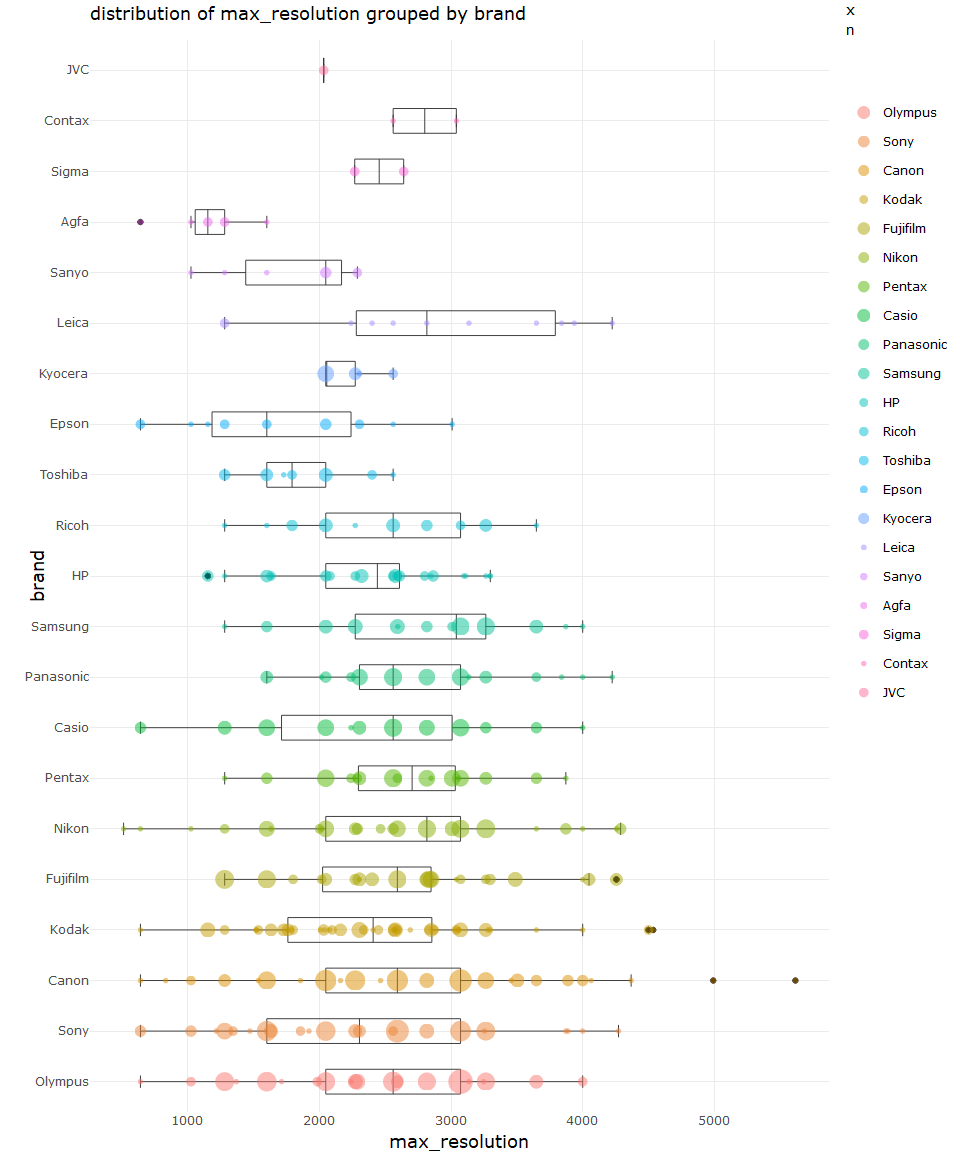 distribution of max_resolution grouped by brand
x
n
JVC
Contax
Sigma
Agfa
Sanyo
Leica
Kyocera
Epson
Toshiba
Ricoh
HP
Samsung
Panasonic
Casio
Pentax
Nikon
Fujifilm
Kodak
Canon
Sony
Olympus
brand
1000 2000 3000 4000 5000
max_resolution
Olympus
Sony
Canon
Kodak
Fujifilm
Nikon
Pentax
Casio
Panasonic
Samsung
HP
Ricoh
Toshiba
Epson
Kyocera
Leica
Sanyo
Agfa
Sigma
Contax
JVC